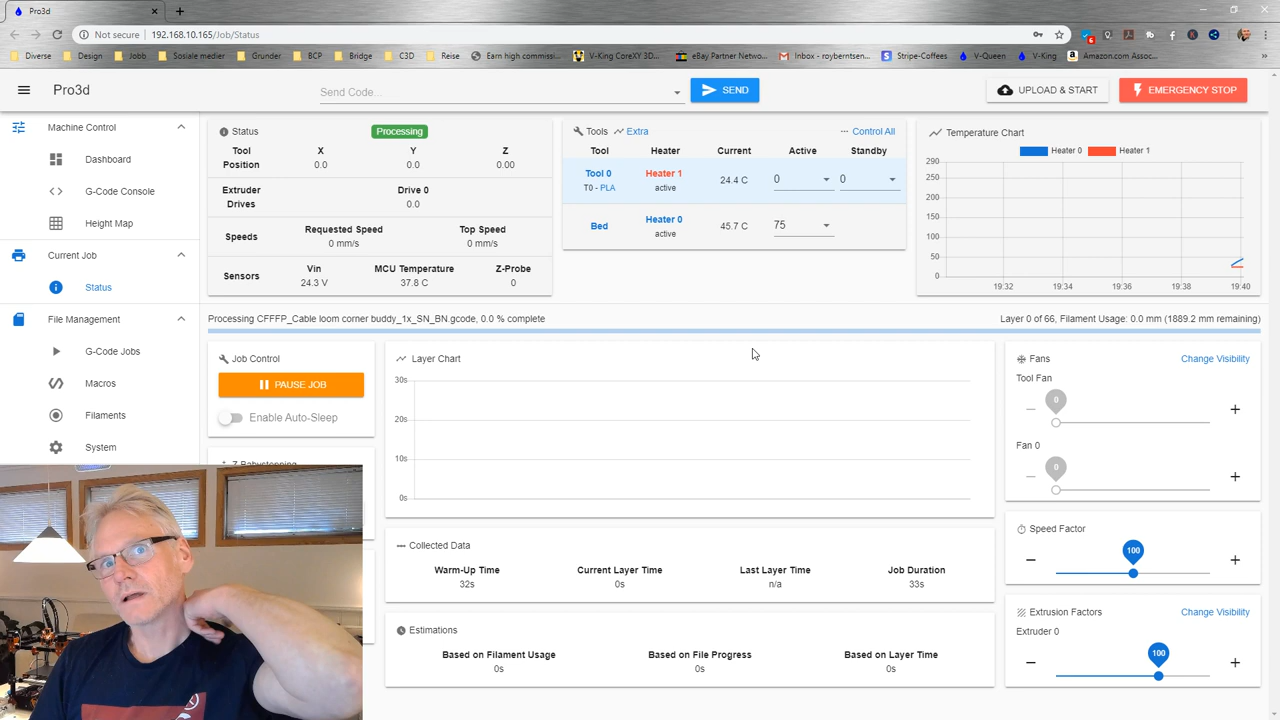 Pro3d
Not secure | 192.168.10.165/Job/Status
Diverse Design Jobb Sosiale medier Grunder BCP Bridge C3D Reise Earn high commissi... V-King CoreXY 3D... eBay Partner Netw... Inbox - royberntsen... Stripe-Coffees V-Queen V-King Amazon.com Assoc...
Pro3d
Send Code...
SEND
UPLOAD & START
EMERGENCY STOP
Machine Control
Dashboard
G-Code Console
Height Map
Current Job
Status
File Management
G-Code Jobs
Macros
Filaments
System
Status Processing
Tool Position X Y Z
0.0 0.0 0.00
Extruder Drives Drive 0
0.0
Speeds Requested Speed Top Speed
0 mm/s 0 mm/s
Sensors Vin MCU Temperature Z-Probe
24.3 V 37.8 C 0
Tools Extra Control All
Tool Heater Current Active Standby
Tool 0 Heater 1 24.4 C 0 0
T0 - PLA active
Bed Heater 0 45.7 C 75
active
Temperature Chart
Heater 0 Heater 1
290
250
200
150
100
50
0
19:32 19:34 19:36 19:38 19:40
Processing CFFFP_Cable loom corner buddy_1x_SN_BN.gcode, 0.0 % complete
Layer 0 of 66, Filament Usage: 0.0 mm (1889.2 mm remaining)
Job Control
PAUSE JOB
Enable Auto-Sleep
Z Babystepping
Layer Chart
30s
20s
10s
0s
Collected Data
Warm-Up Time Current Layer Time Last Layer Time Job Duration
32s 0s n/a 33s
Estimations
Based on Filament Usage Based on File Progress Based on Layer Time
0s 0s 0s
Fans Change Visibility
Tool Fan
0
Fan 0
0
Speed Factor
100
Extrusion Factors Change Visibility
Extruder 0
100